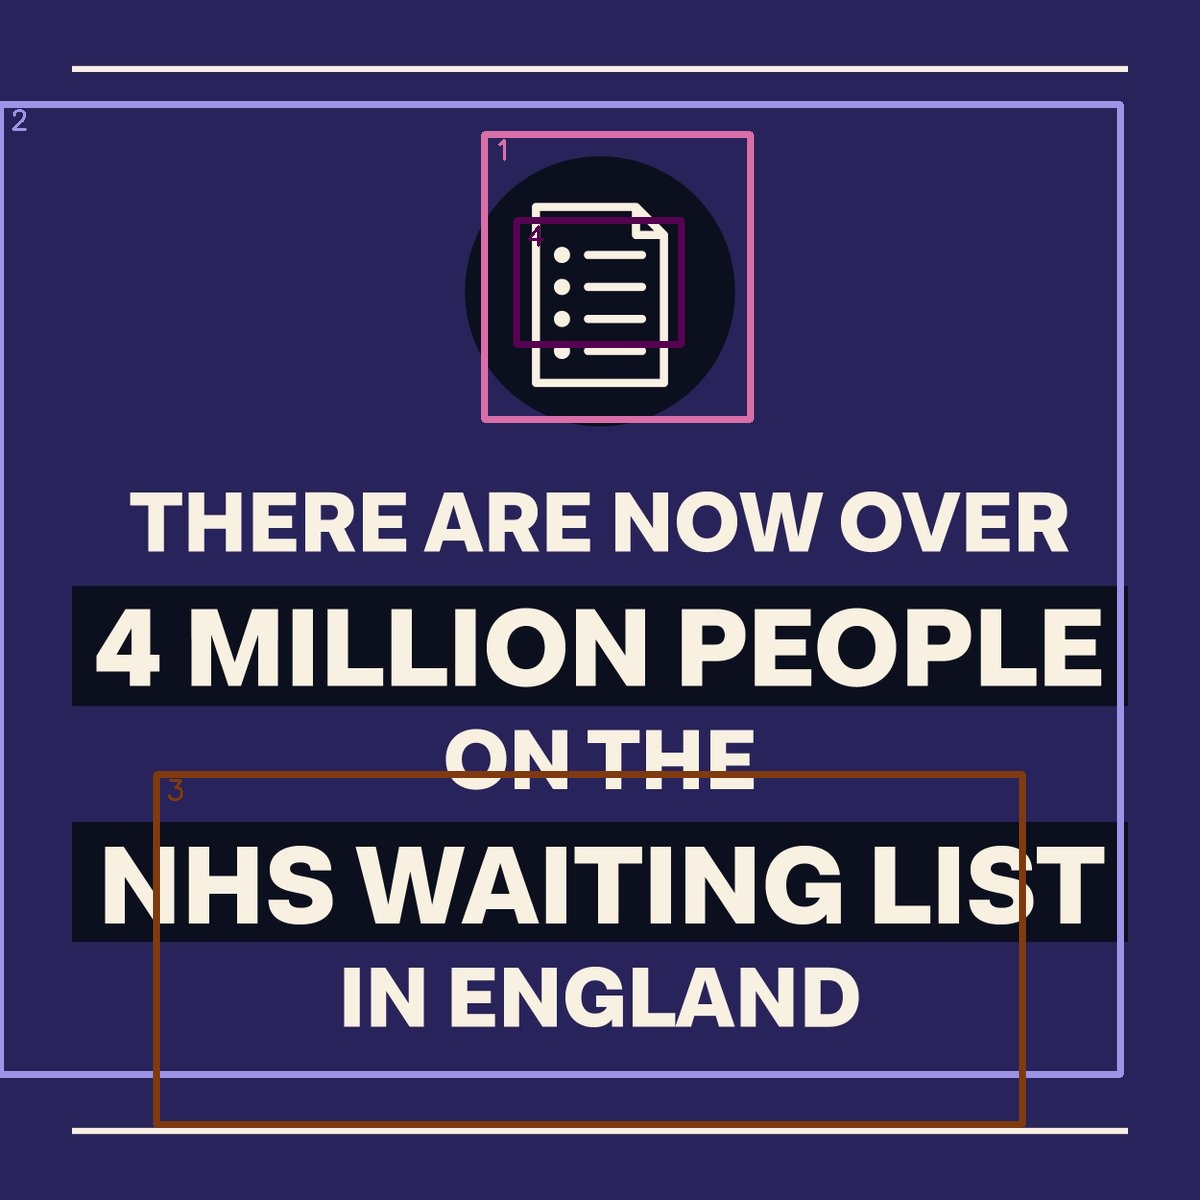 THERE ARE NOW OVER
4 MILLION PEOPLE
ON THE
NHS WAITING LIST
IN ENGLAND